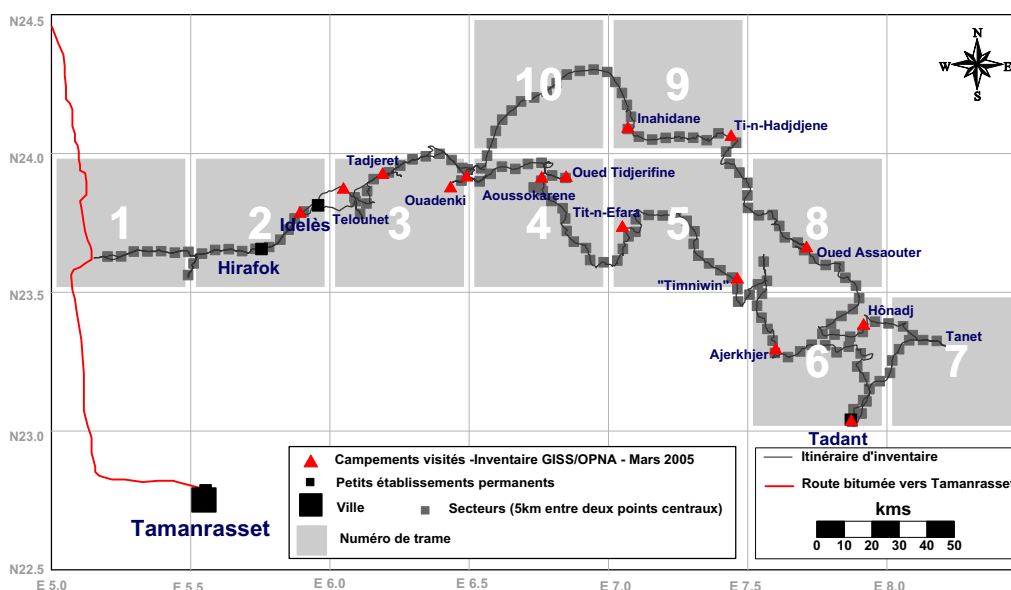 N24.5
N
W
E
S
10
9
Inahidane
Ti-n-Hadjdjene
N24.0
Tadjeret
Oued Tidjerifine
Ouadenki
Aoussokarene
Telouhet
Tit-n-Efara
Idelès
1
2
3
4
5
8
Oued Assaouter
Hirafok
"Timniwin"
N23.5
Hônadj
Tanet
Ajerkhjer
6
7
N23.0
Tadant
Campements visités -Inventaire GISS/OPNA - Mars 2005
Petits établissements permanents
Ville
Secteurs (5km entre deux points centraux)
Numéro de trame
Itinéraire d'inventaire
Route bitumée vers Tamanrasset
kms
0 10 20 30 40 50
Tamanrasset
N22.5
E 5.0
E 5.5
E 6.0
E 6.5
E 7.0
E 7.5
E 8.0